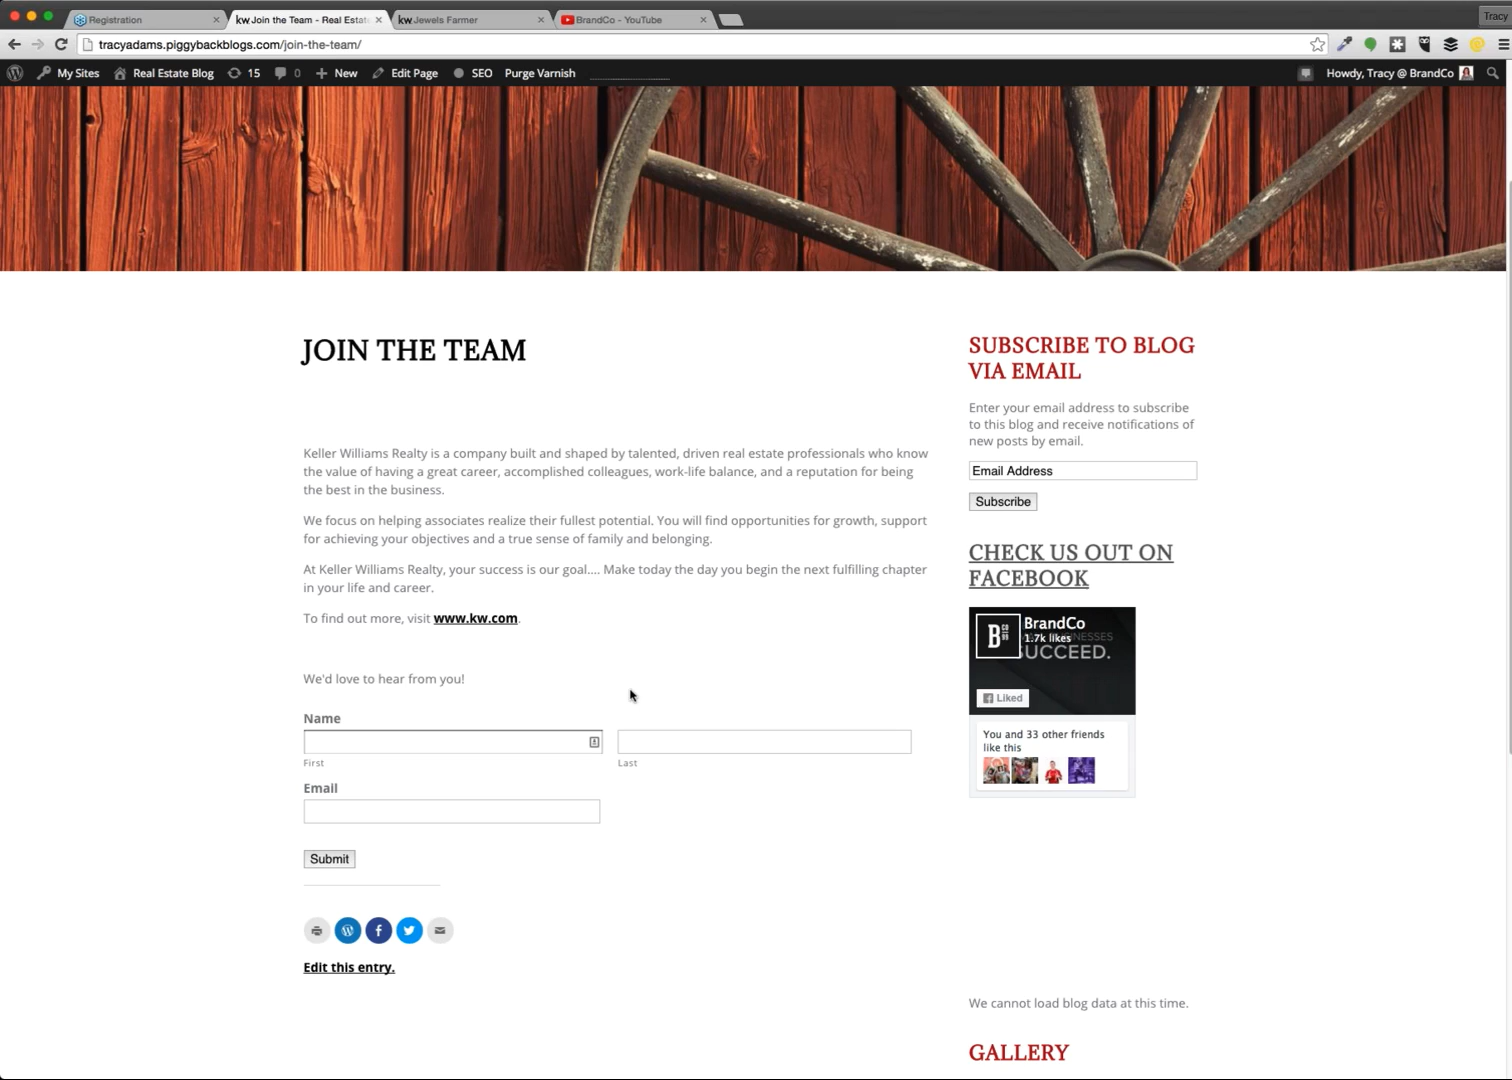 Registration
kw Join the Team - Real Estate
kw Jewels Farmer
BrandCo - YouTube
Tracy
tracyadams.piggybackblogs.com/join-the-team/
My Sites
Real Estate Blog
15
0
New
Edit Page
SEO
Purge Varnish
Howdy, Tracy @ BrandCo
JOIN THE TEAM
Keller Williams Realty is a company built and shaped by talented, driven real estate professionals who know
the value of having a great career, accomplished colleagues, work-life balance, and a reputation for being
the best in the business.
We focus on helping associates realize their fullest potential. You will find opportunities for growth, support
for achieving your objectives and a true sense of family and belonging.
At Keller Williams Realty, your success is our goal.... Make today the day you begin the next fulfilling chapter
in your life and career.
To find out more, visit www.kw.com.
We'd love to hear from you!
Name
First
Last
Email
Submit
Edit this entry.
SUBSCRIBE TO BLOG
VIA EMAIL
Enter your email address to subscribe
to this blog and receive notifications of
new posts by email.
Email Address
Subscribe
CHECK US OUT ON
FACEBOOK
BrandCo
1.7k likes
SUCCEED.
Liked
You and 33 other friends
like this
We cannot load blog data at this time.
GALLERY